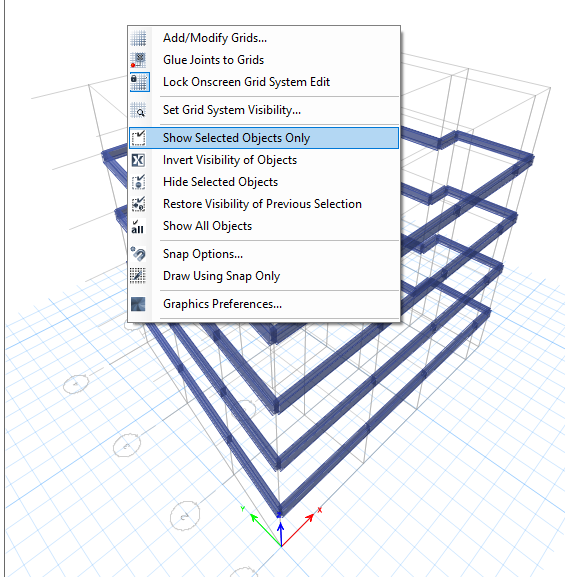 Add/Modify Grids...
Glue Joints to Grids
Lock Onscreen Grid System Edit
Set Grid System Visibility...
Show Selected Objects Only
Invert Visibility of Objects
Hide Selected Objects
Restore Visibility of Previous Selection
all Show All Objects
Snap Options...
Draw Using Snap Only
Graphics Preferences...
Y
X